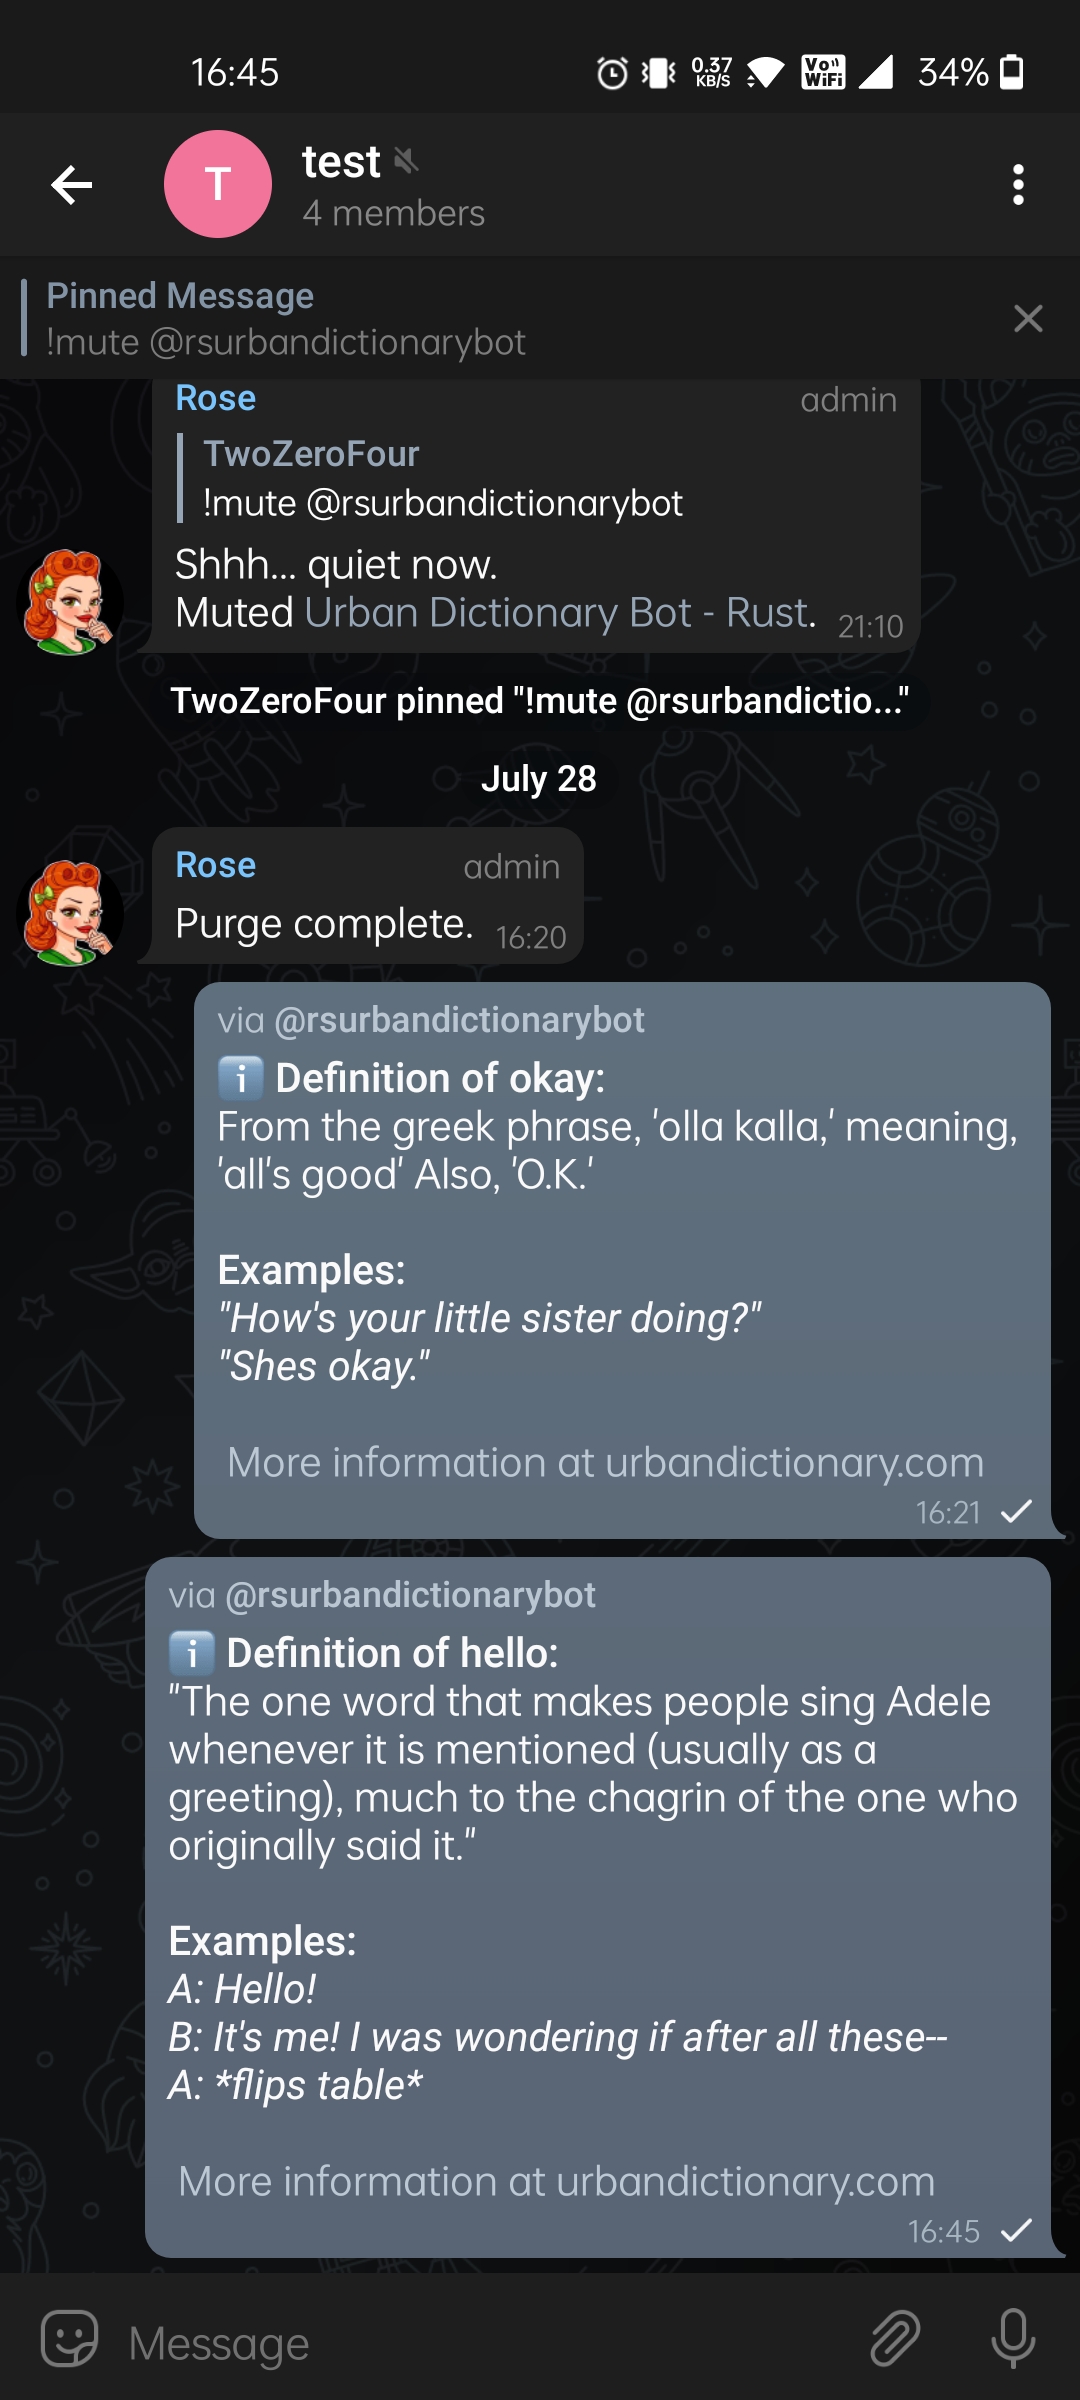 16:45
0.37
KB/S
Vo
WiFi
34%
T
test
4 members
Pinned Message
!mute @rsurbandictionarybot
Rose admin
TwoZeroFour
!mute @rsurbandictionarybot
Shhh... quiet now.
Muted Urban Dictionary Bot - Rust. 21:10
TwoZeroFour pinned "!mute @rsurbandictio..."
July 28
Rose admin
Purge complete. 16:20
via @rsurbandictionarybot
ℹ️ Definition of okay:
From the greek phrase, 'olla kalla,' meaning,
'all's good' Also, 'O.K.'
Examples:
"How's your little sister doing?"
"Shes okay."
More information at urbandictionary.com
16:21
via @rsurbandictionarybot
ℹ️ Definition of hello:
"The one word that makes people sing Adele
whenever it is mentioned (usually as a
greeting), much to the chagrin of the one who
originally said it."
Examples:
A: Hello!
B: It's me! I was wondering if after all these--
A: *flips table*
More information at urbandictionary.com
16:45
Message